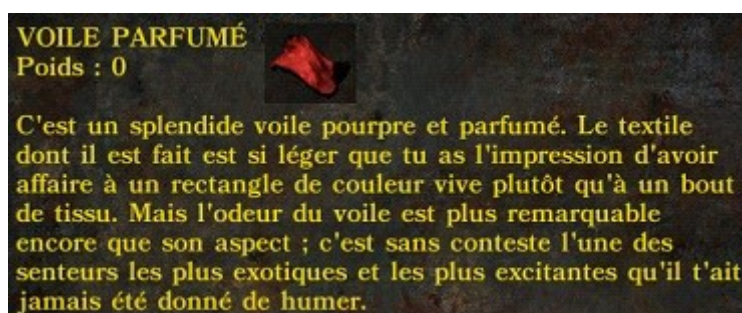 VOILE PARFUMÉ
Poids : 0
C'est un splendide voile pourpre et parfumé. Le textile
dont il est fait est si léger que tu as l'impression d'avoir
affaire à un rectangle de couleur vive plutôt qu'à un bout
de tissu. Mais l'odeur du voile est plus remarquable
encore que son aspect ; c'est sans conteste l'une des
senteurs les plus exotiques et les plus excitantes qu'il t'ait
jamais été donné de humer.